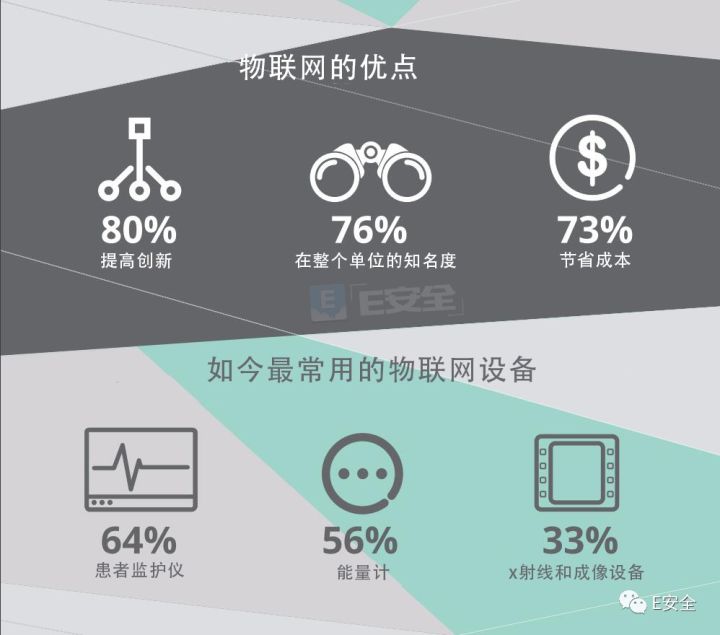 物联网的优点
80%
76%
73%
提高创新
在整个单位的知名度
节省成本
E「E安全」
如今最常用的物联网设备
64%
56%
33%
患者监护仪
能量计
x射线和成像设备
E安全